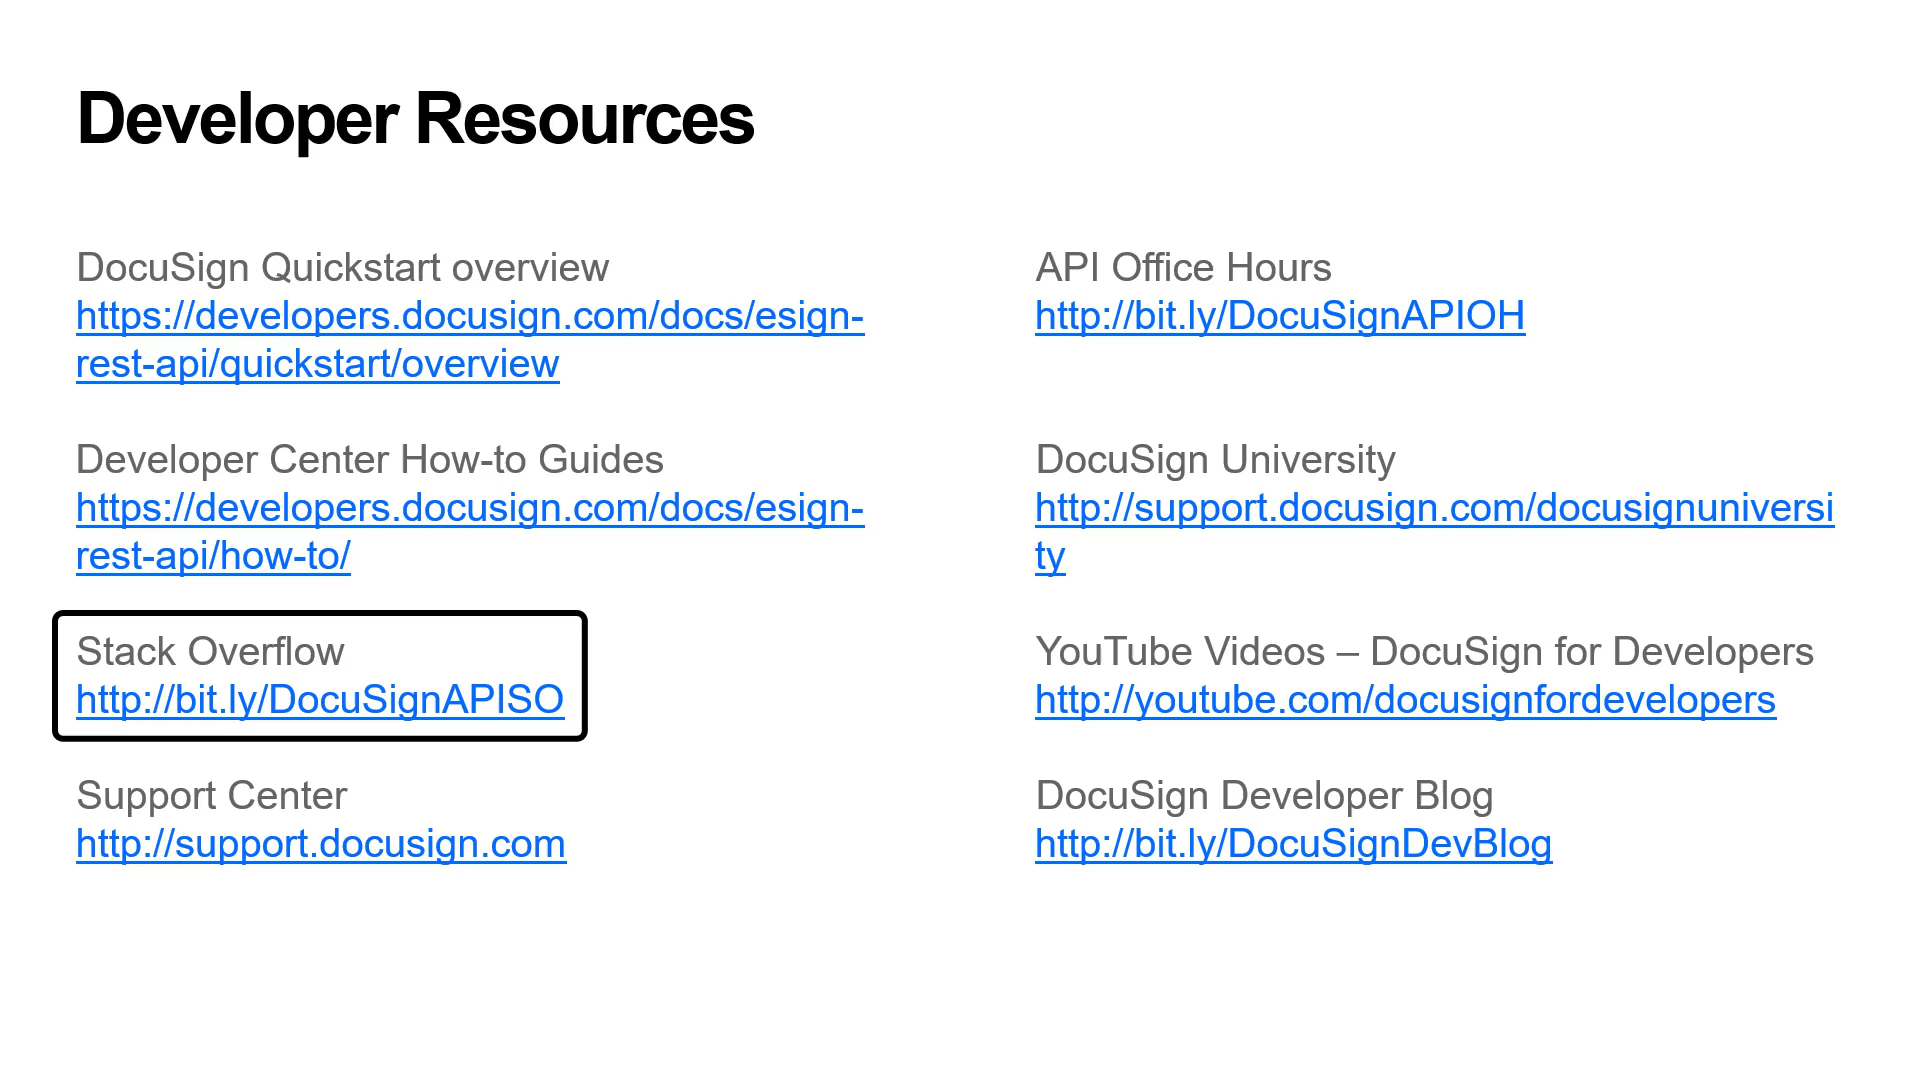 Developer Resources
DocuSign Quickstart overview
https://developers.docusign.com/docs/esign-
rest-api/quickstart/overview
Developer Center How-to Guides
https://developers.docusign.com/docs/esign-
rest-api/how-to/
Stack Overflow
http://bit.ly/DocuSignAPISO
Support Center
http://support.docusign.com
API Office Hours
http://bit.ly/DocuSignAPIOH
DocuSign University
http://support.docusign.com/docusignuniversi
ty
YouTube Videos – DocuSign for Developers
http://youtube.com/docusignfordevelopers
DocuSign Developer Blog
http://bit.ly/DocuSignDevBlog